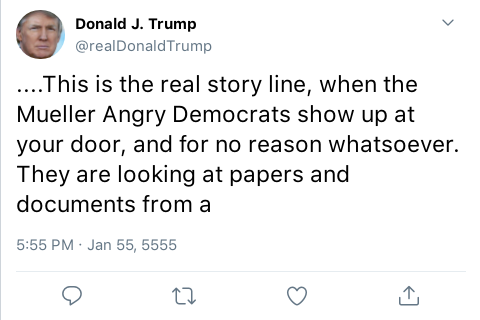 Donald J. Trump
@realDonaldTrump
....This is the real story line, when the
Mueller Angry Democrats show up at
your door, and for no reason whatsoever.
They are looking at papers and
documents from a
5:55 PM · Jan 55, 5555